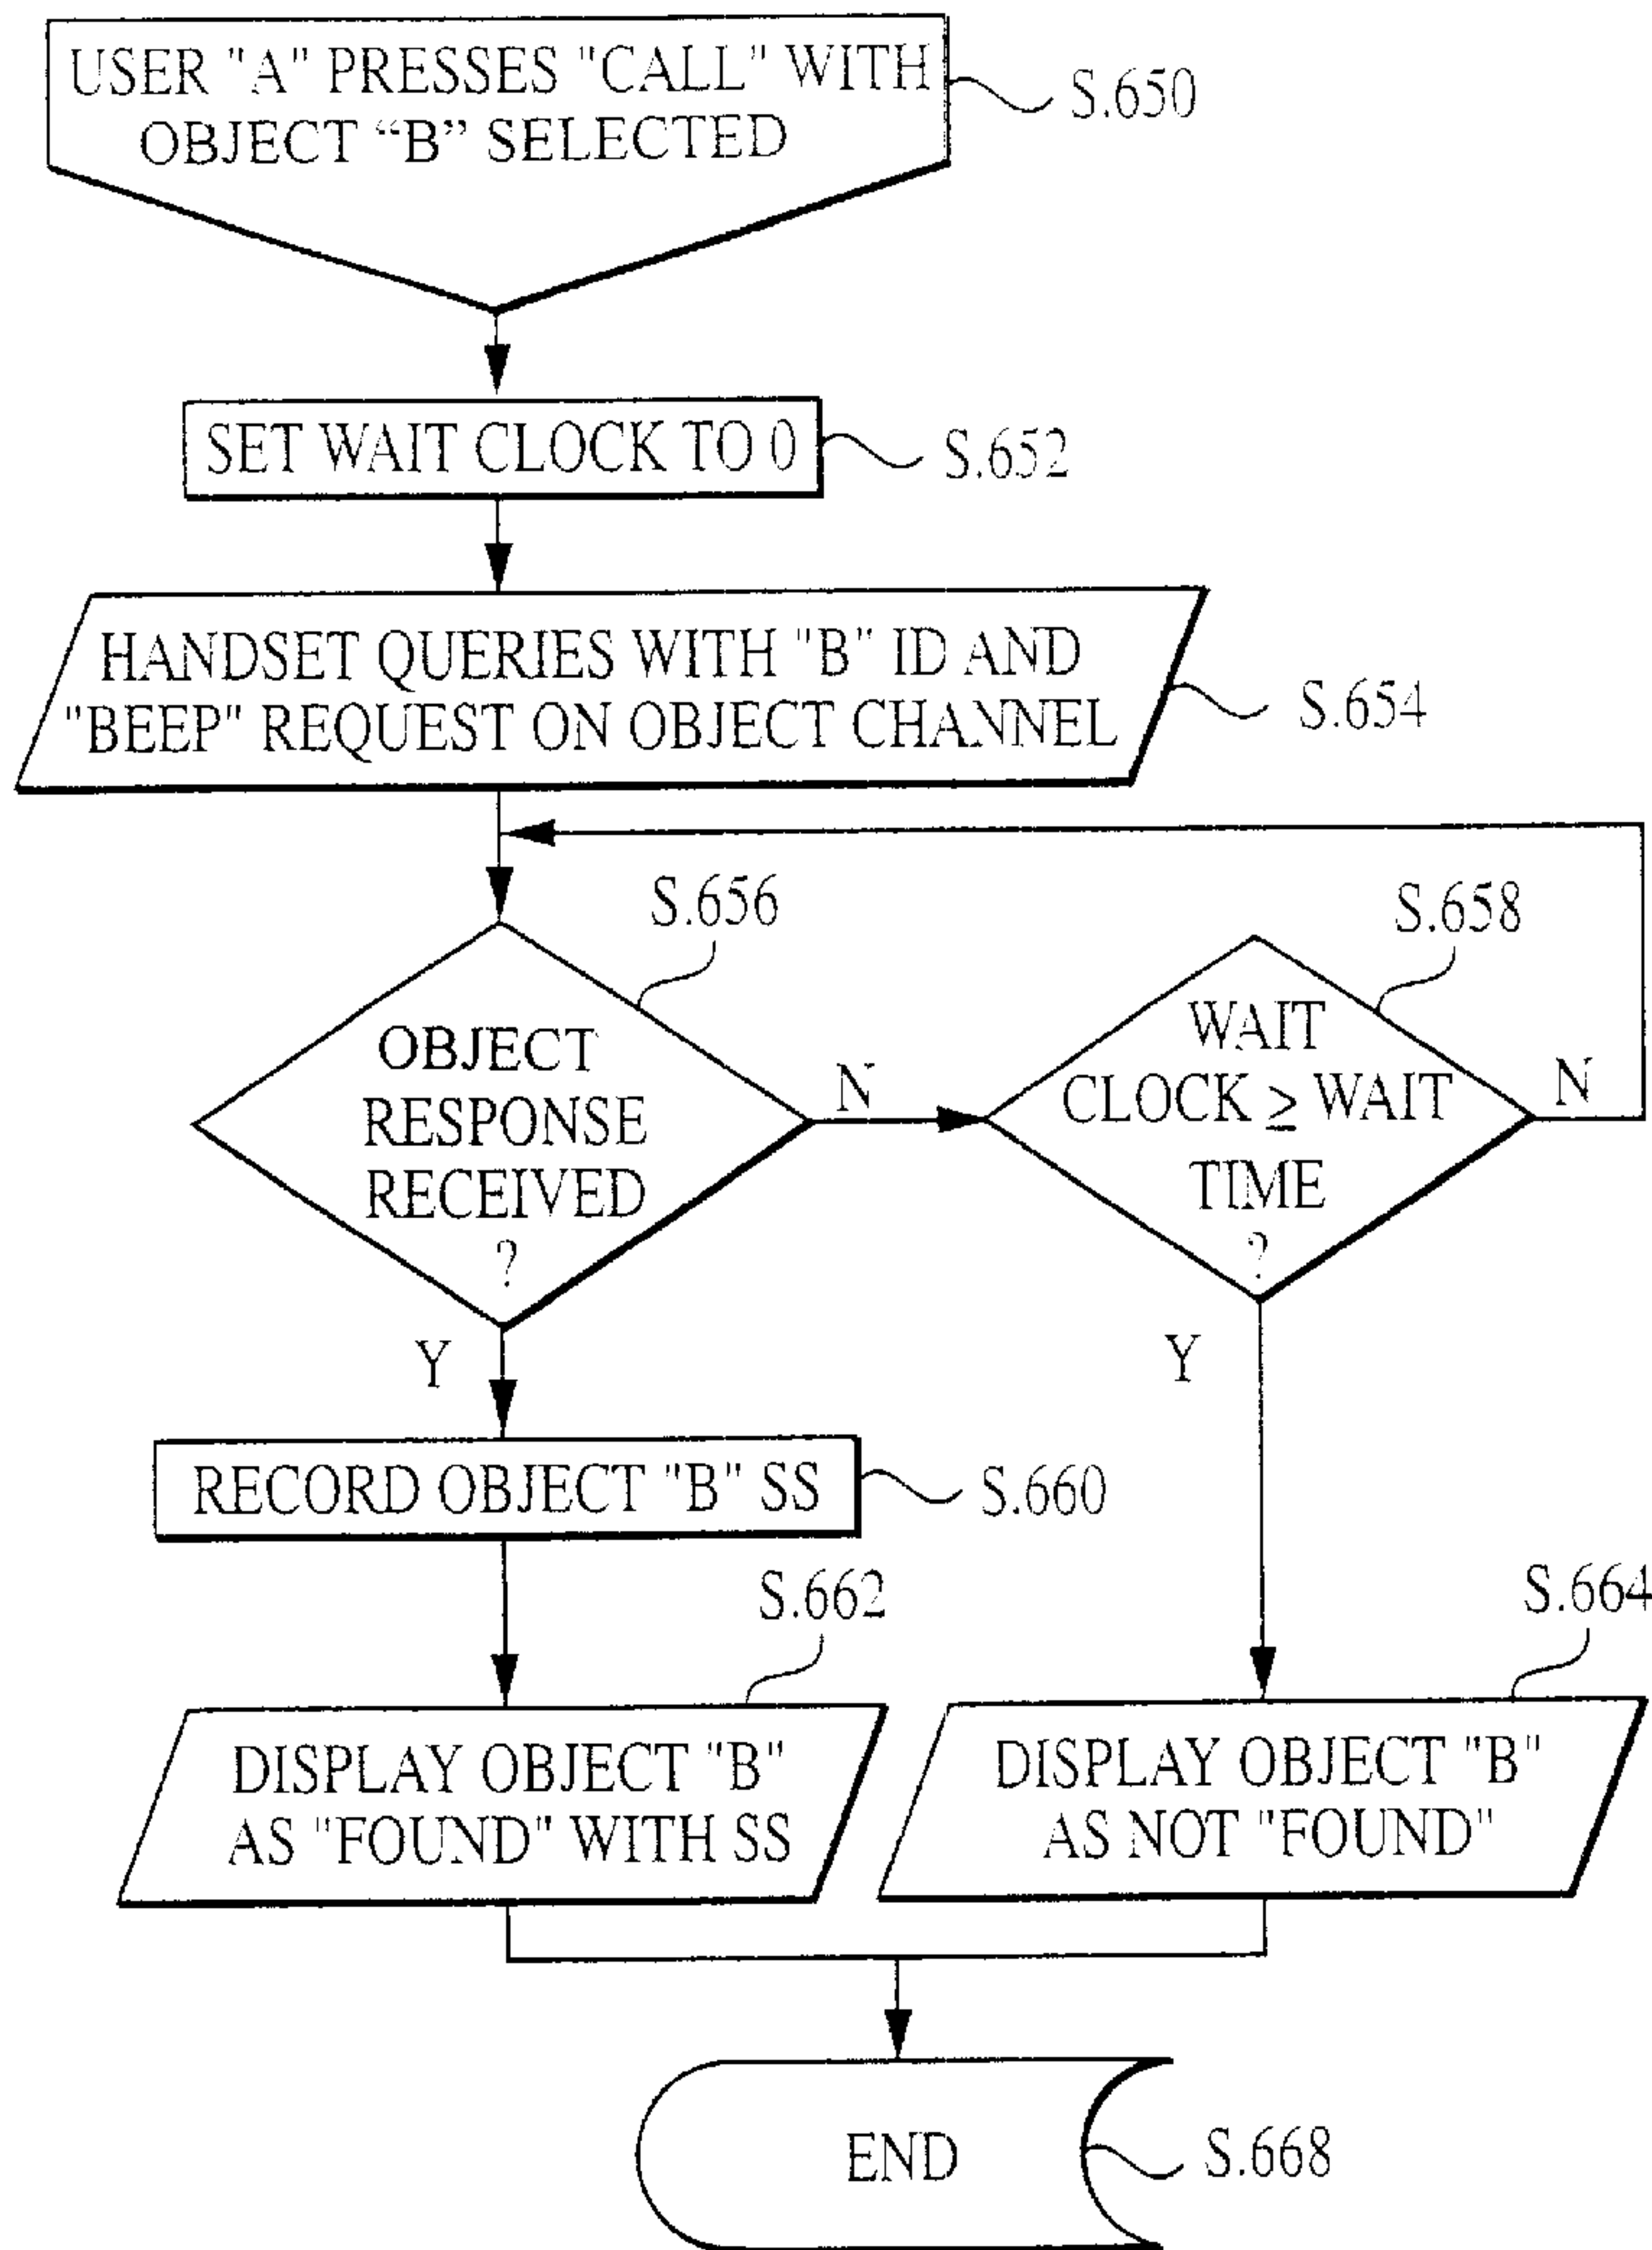 USER "A" PRESSES "CALL" WITH
OBJECT “B” SELECTED
S.650
SET WAIT CLOCK TO 0
S.652
HANDSET QUERIES WITH "B" ID AND
"BEEP" REQUEST ON OBJECT CHANNEL
S.654
S.656
OBJECT
RESPONSE
RECEIVED
?
N
Y
S.658
WAIT
CLOCK ≥ WAIT
TIME
?
N
Y
RECORD OBJECT "B" SS
S.660
S.662
DISPLAY OBJECT "B"
AS "FOUND" WITH SS
S.664
DISPLAY OBJECT "B"
AS NOT "FOUND"
END
S.668